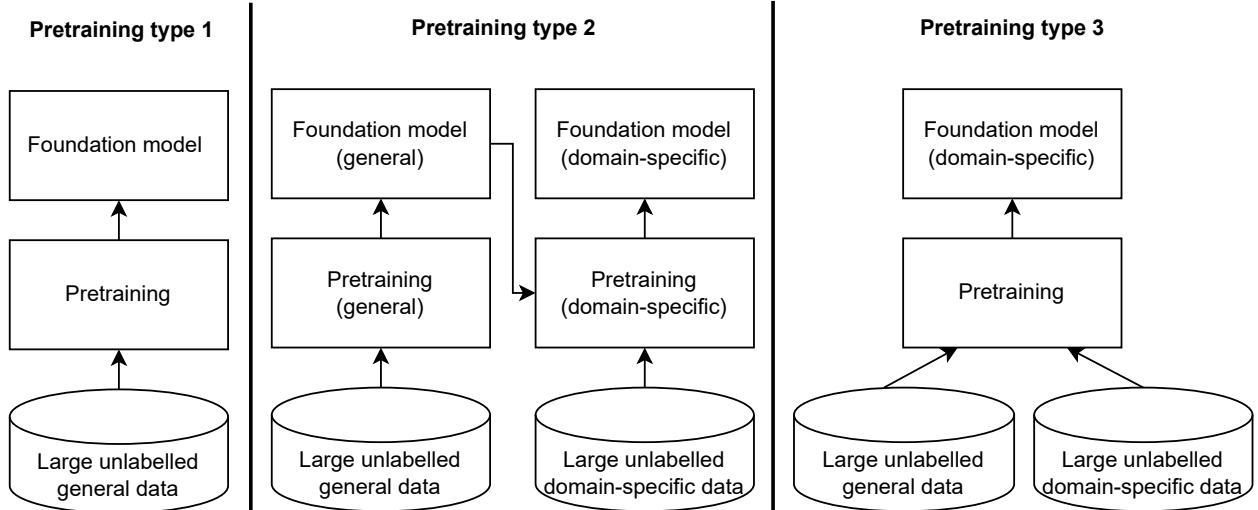 Pretraining type 1
Foundation model
Pretraining
Large unlabelled
general data
Pretraining type 2
Foundation model
(general)
Pretraining
(general)
Large unlabelled
general data
Foundation model
(domain-specific)
Pretraining
(domain-specific)
Large unlabelled
domain-specific data
Pretraining type 3
Foundation model
(domain-specific)
Pretraining
Large unlabelled
general data
Large unlabelled
domain-specific data